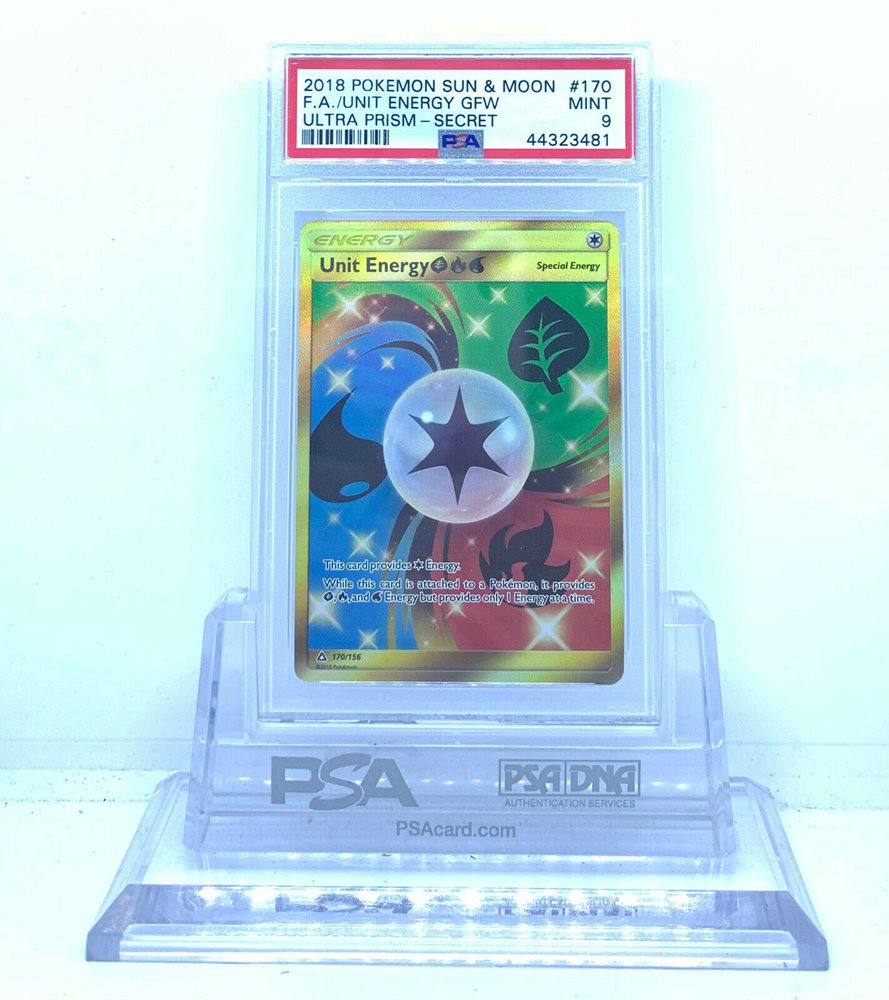 2018 POKEMON SUN & MOON #170
F.A./UNIT ENERGY GFW MINT
ULTRA PRISM - SECRET 9
PSA 44323481
ENERGY
Unit Energy
Special Energy
This card provides Energy.
While this card is attached to a Pokémon, it provides
, , and Energy but provides only 1 Energy at a time.
170/156
©2018 Pokémon
PSA
PSA DNA
AUTHENTICATION SERVICES
PSAcard.com